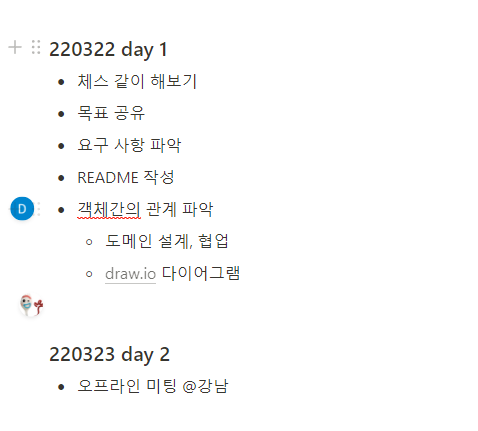 220322 day 1
체스 같이 해보기
목표 공유
요구 사항 파악
README 작성
D
객체간의 관계 파악
도메인 설계, 협업
draw.io 다이어그램
220323 day 2
오프라인 미팅 @강남